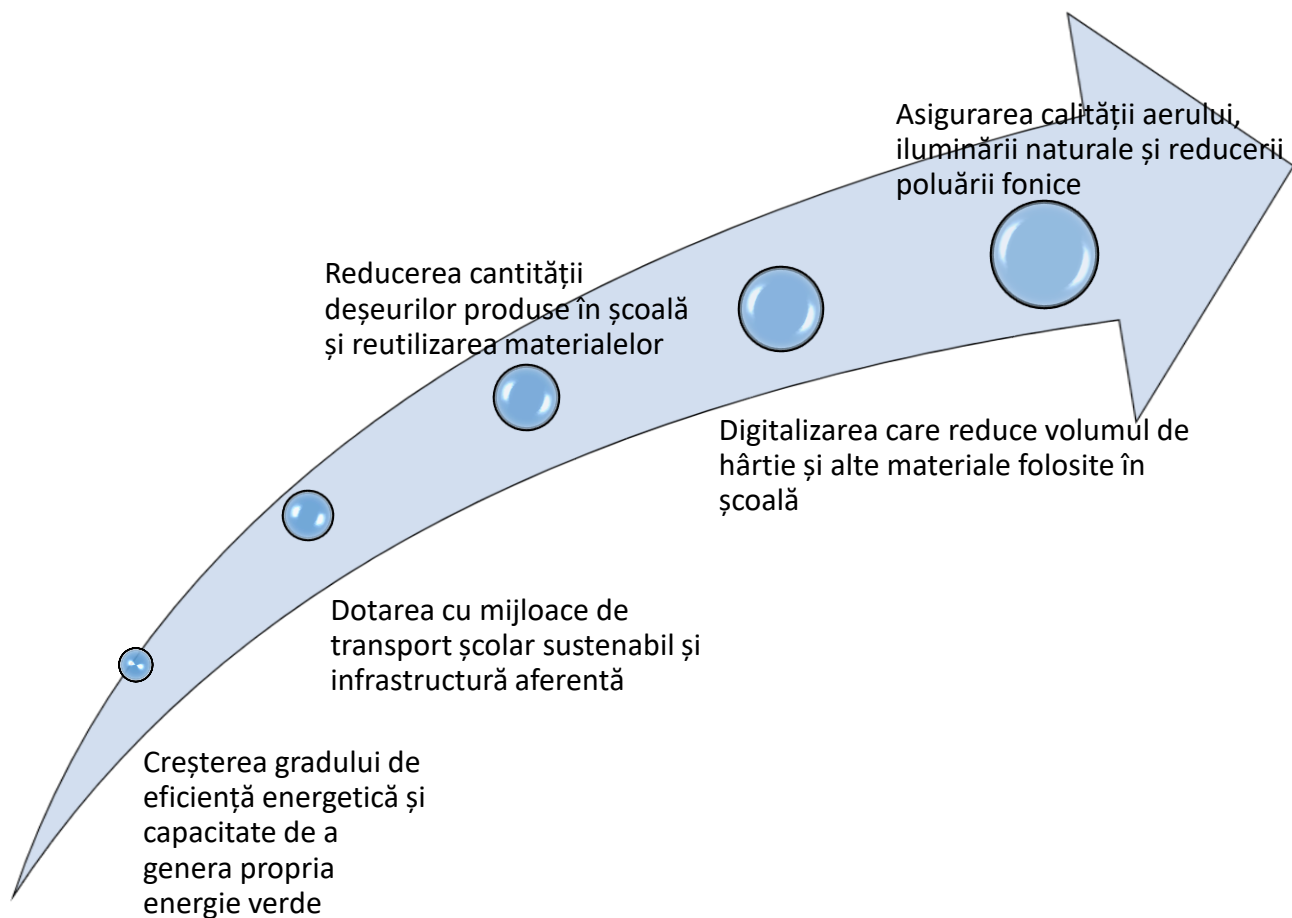 Asigurarea calității aerului,
iluminării naturale și reducerii
poluării fonice
Reducerea cantității
deșeurilor produse în școală
și reutilizarea materialelor
Digitalizarea care reduce volumul de
hârtie și alte materiale folosite în
școală
Dotarea cu mijloace de
transport școlar sustenabil și
infrastructură aferentă
Creșterea gradului de
eficiență energetică și
capacitate de a
genera propria
energie verde